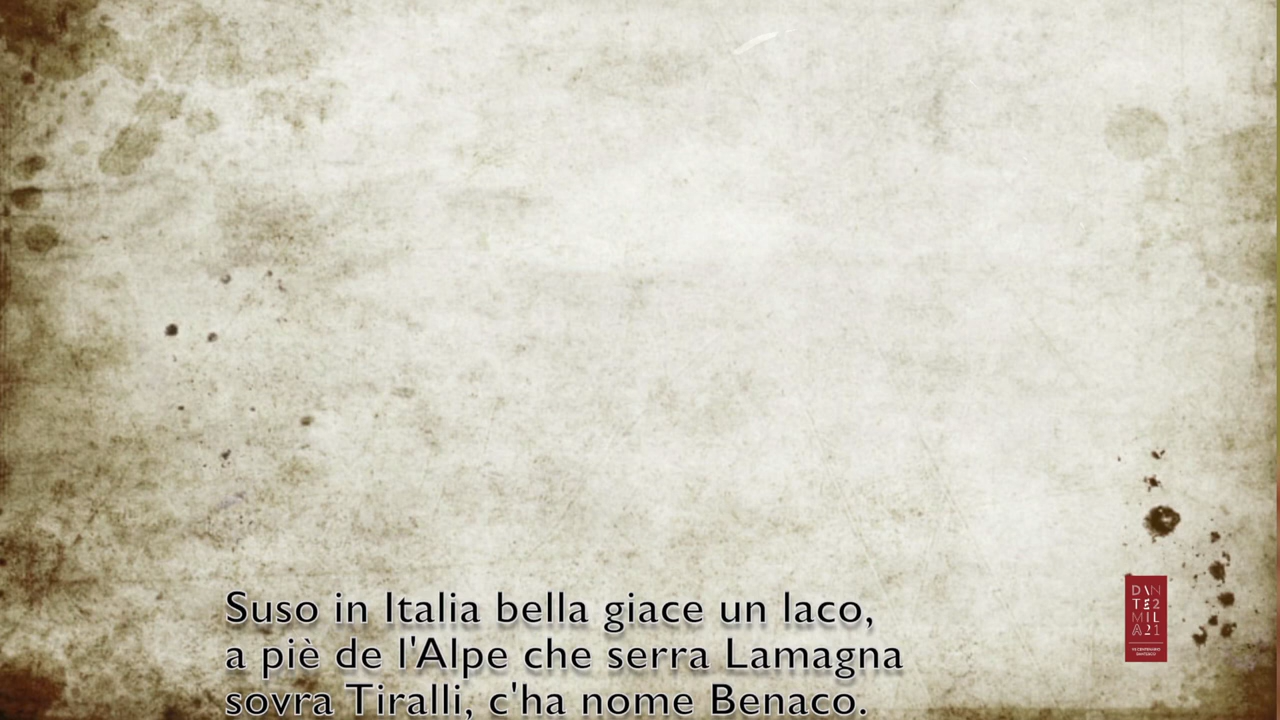 Suso in Italia bella giace un laco,
a piè de l'Alpe che serra Lamagna
sovra Tiralli, c'ha nome Benaco.
DAN
TE2
MIL
A21